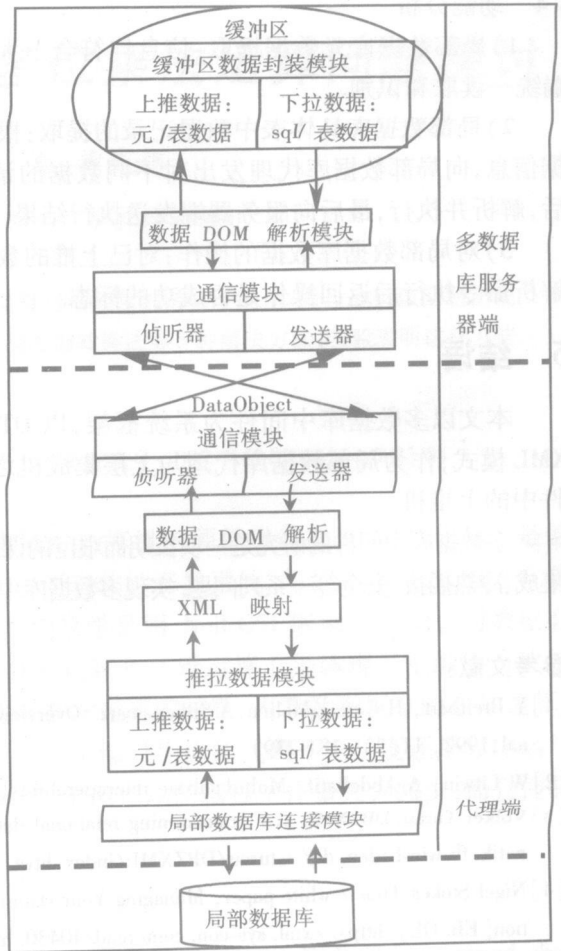 缓冲区
缓冲区数据封装模块
上推数据：
元/表数据
下拉数据：
sql/ 表数据
数据 DOM 解析模块
通信模块
侦听器
发送器
多数据
库服务
器端
DataObject
通信模块
侦听器
发送器
数据 DOM 解析
XML 映射
推拉数据模块
上推数据：
元 /表数据
下拉数据：
sql/ 表数据
局部数据库连接模块
代理端
局部数据库